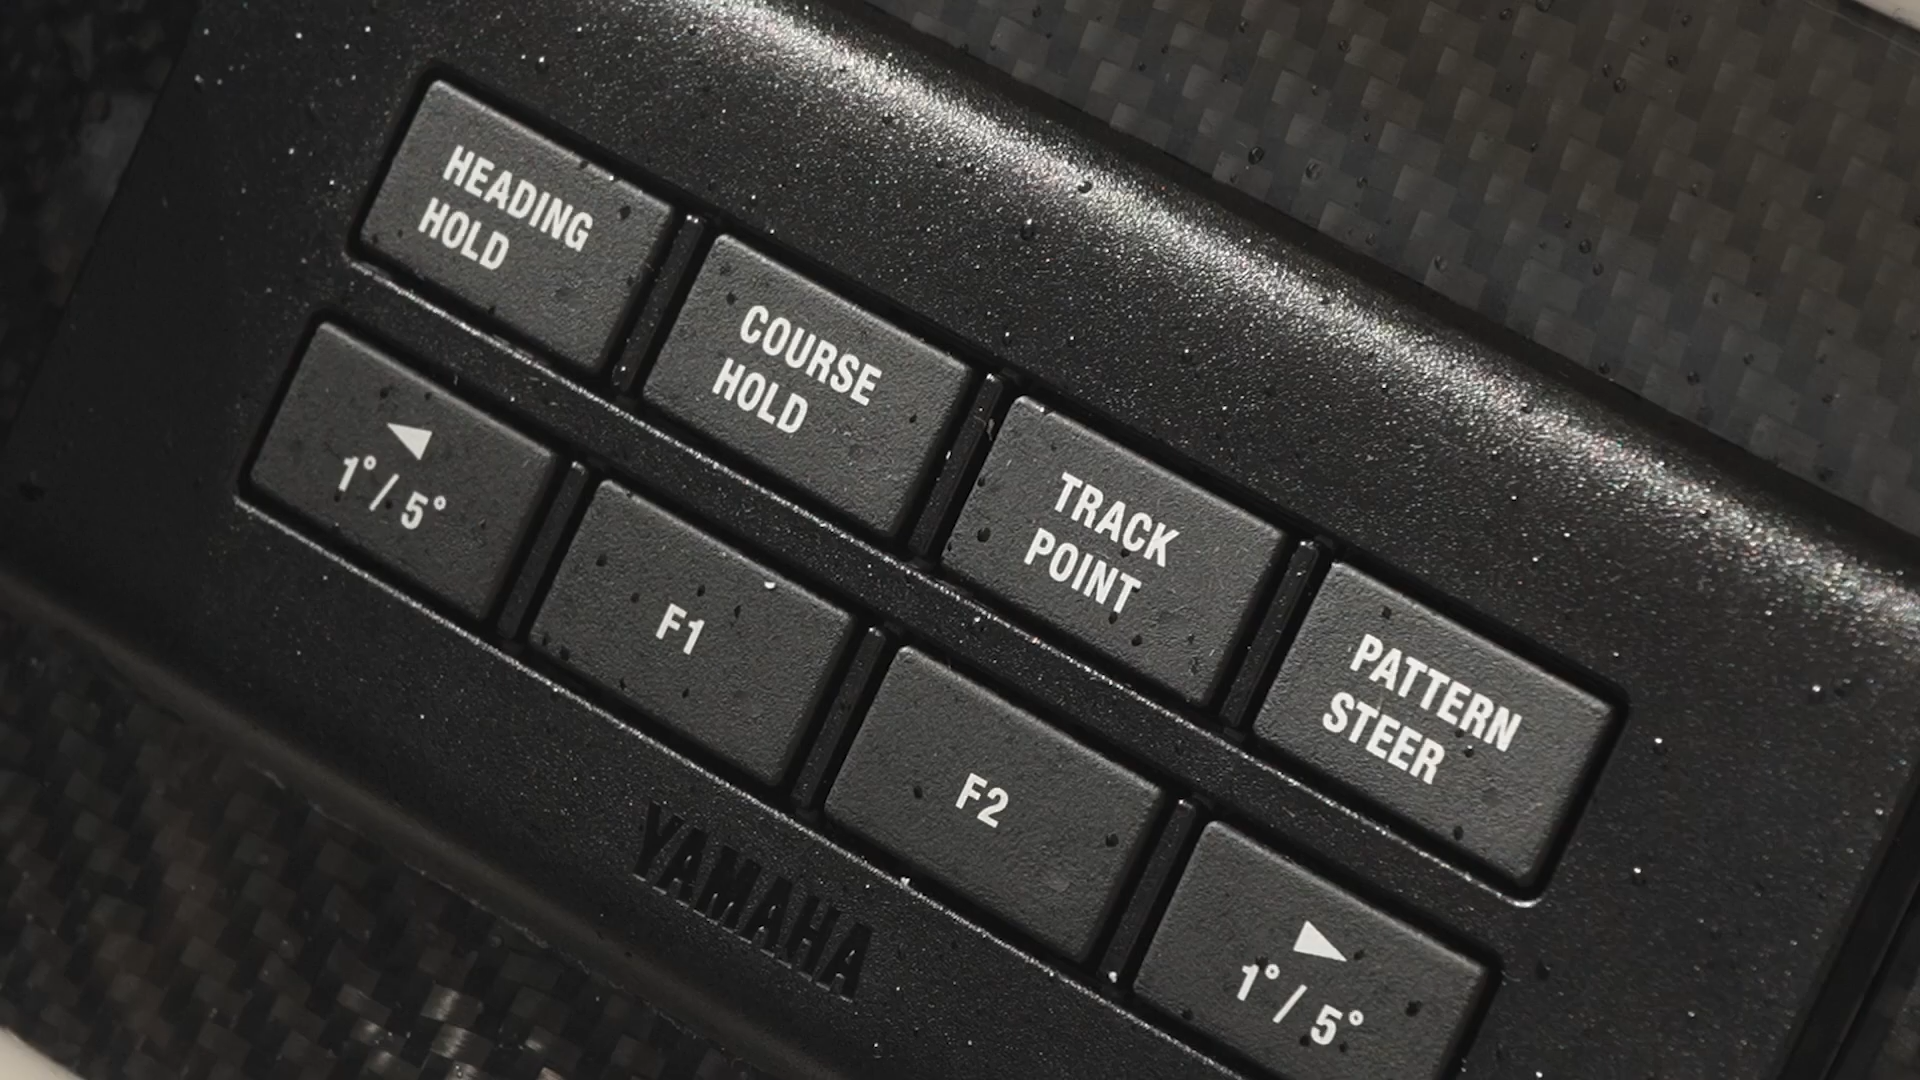 HEADING
HOLD
COURSE
HOLD
TRACK
POINT
PATTERN
STEER
◀
1°/5°
F1
F2
▶
1°/5°
YAMAHA